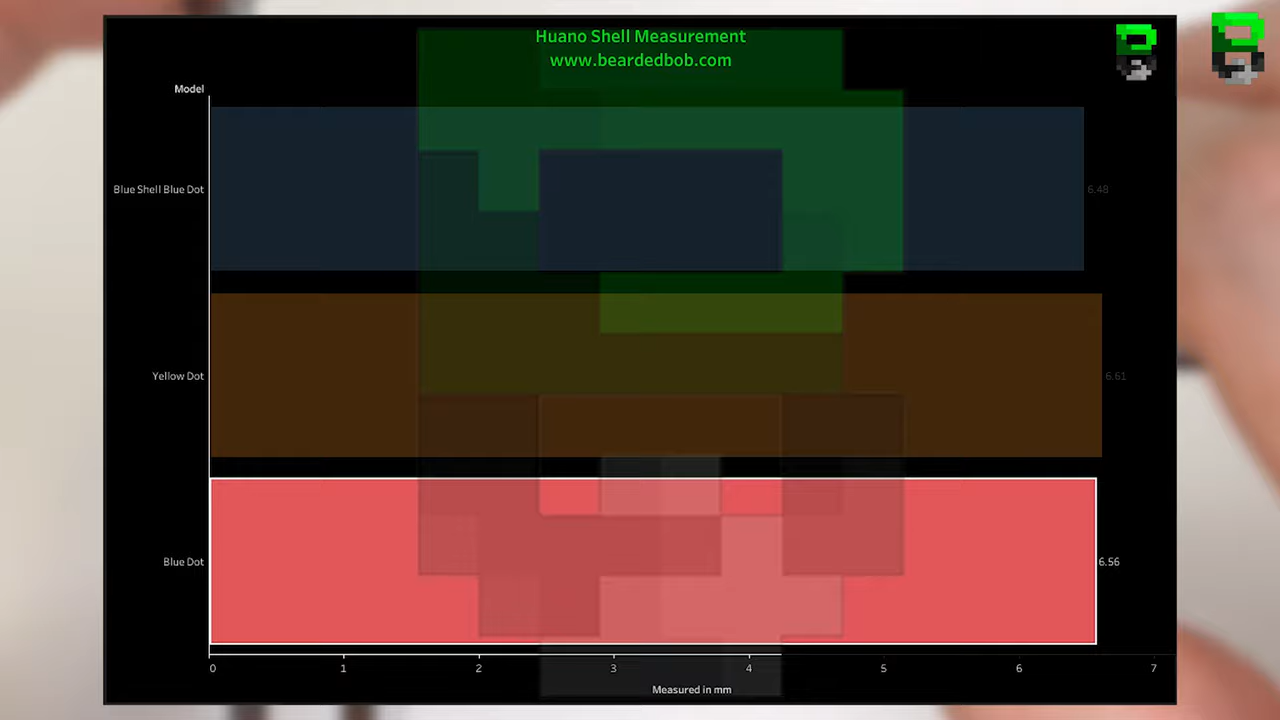 Huano Shell Measurement
www.beardedbob.com
Model
Blue Shell Blue Dot
6.48
Yellow Dot
6.61
Blue Dot
6.56
0 1 2 3 4 5 6 7
Measured in mm